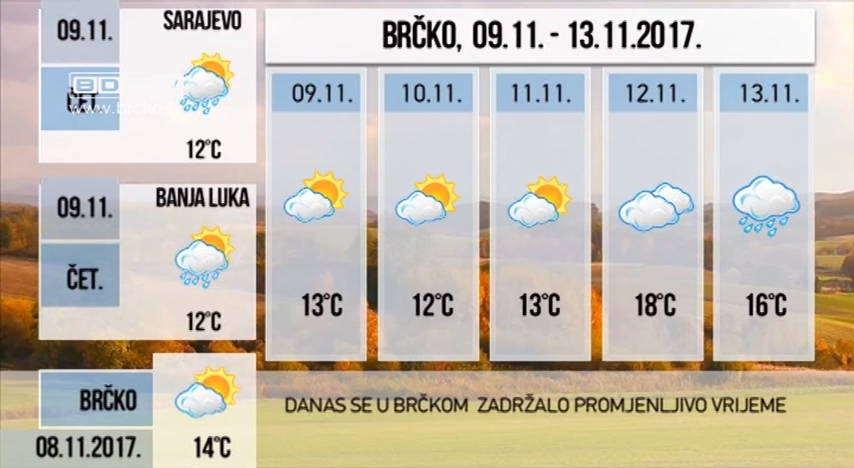 09.11.
SARAJEVO
ČET
12°C
09.11.
BANJA LUKA
ČET.
12°C
BRČKO
08.11.2017.
14°C
BRČKO, 09.11. - 13.11.2017.
09.11. 10.11. 11.11. 12.11. 13.11.
13°C 12°C 13°C 18°C 16°C
DANAS SE U BRČKOM ZADRŽALO PROMJENLJIVO VRIJEME